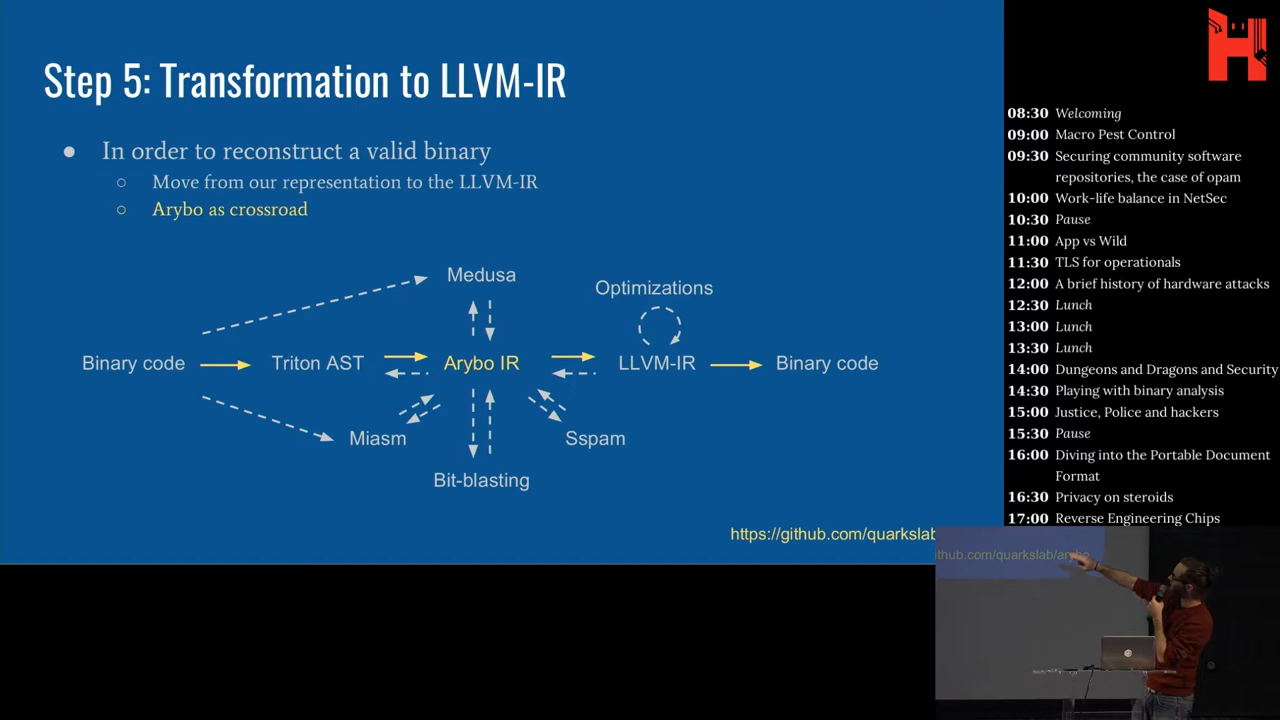 Step 5: Transformation to LLVM-IR
● In order to reconstruct a valid binary
○ Move from our representation to the LLVM-IR
○ Arybo as crossroad
Medusa
Optimizations
Binary code
Triton AST
Arybo IR
LLVM-IR
Binary code
Miasm
Sspam
Bit-blasting
https://github.com/quarkslab
H
08:30 Welcoming
09:00 Macro Pest Control
09:30 Securing community software
repositories, the case of opam
10:00 Work-life balance in NetSec
10:30 Pause
11:00 App vs Wild
11:30 TLS for operationals
12:00 A brief history of hardware attacks
12:30 Lunch
13:00 Lunch
13:30 Lunch
14:00 Dungeons and Dragons and Security
14:30 Playing with binary analysis
15:00 Justice, Police and hackers
15:30 Pause
16:00 Diving into the Portable Document
Format
16:30 Privacy on steroids
17:00 Reverse Engineering Chips
ithub.com/quarkslab/arybo